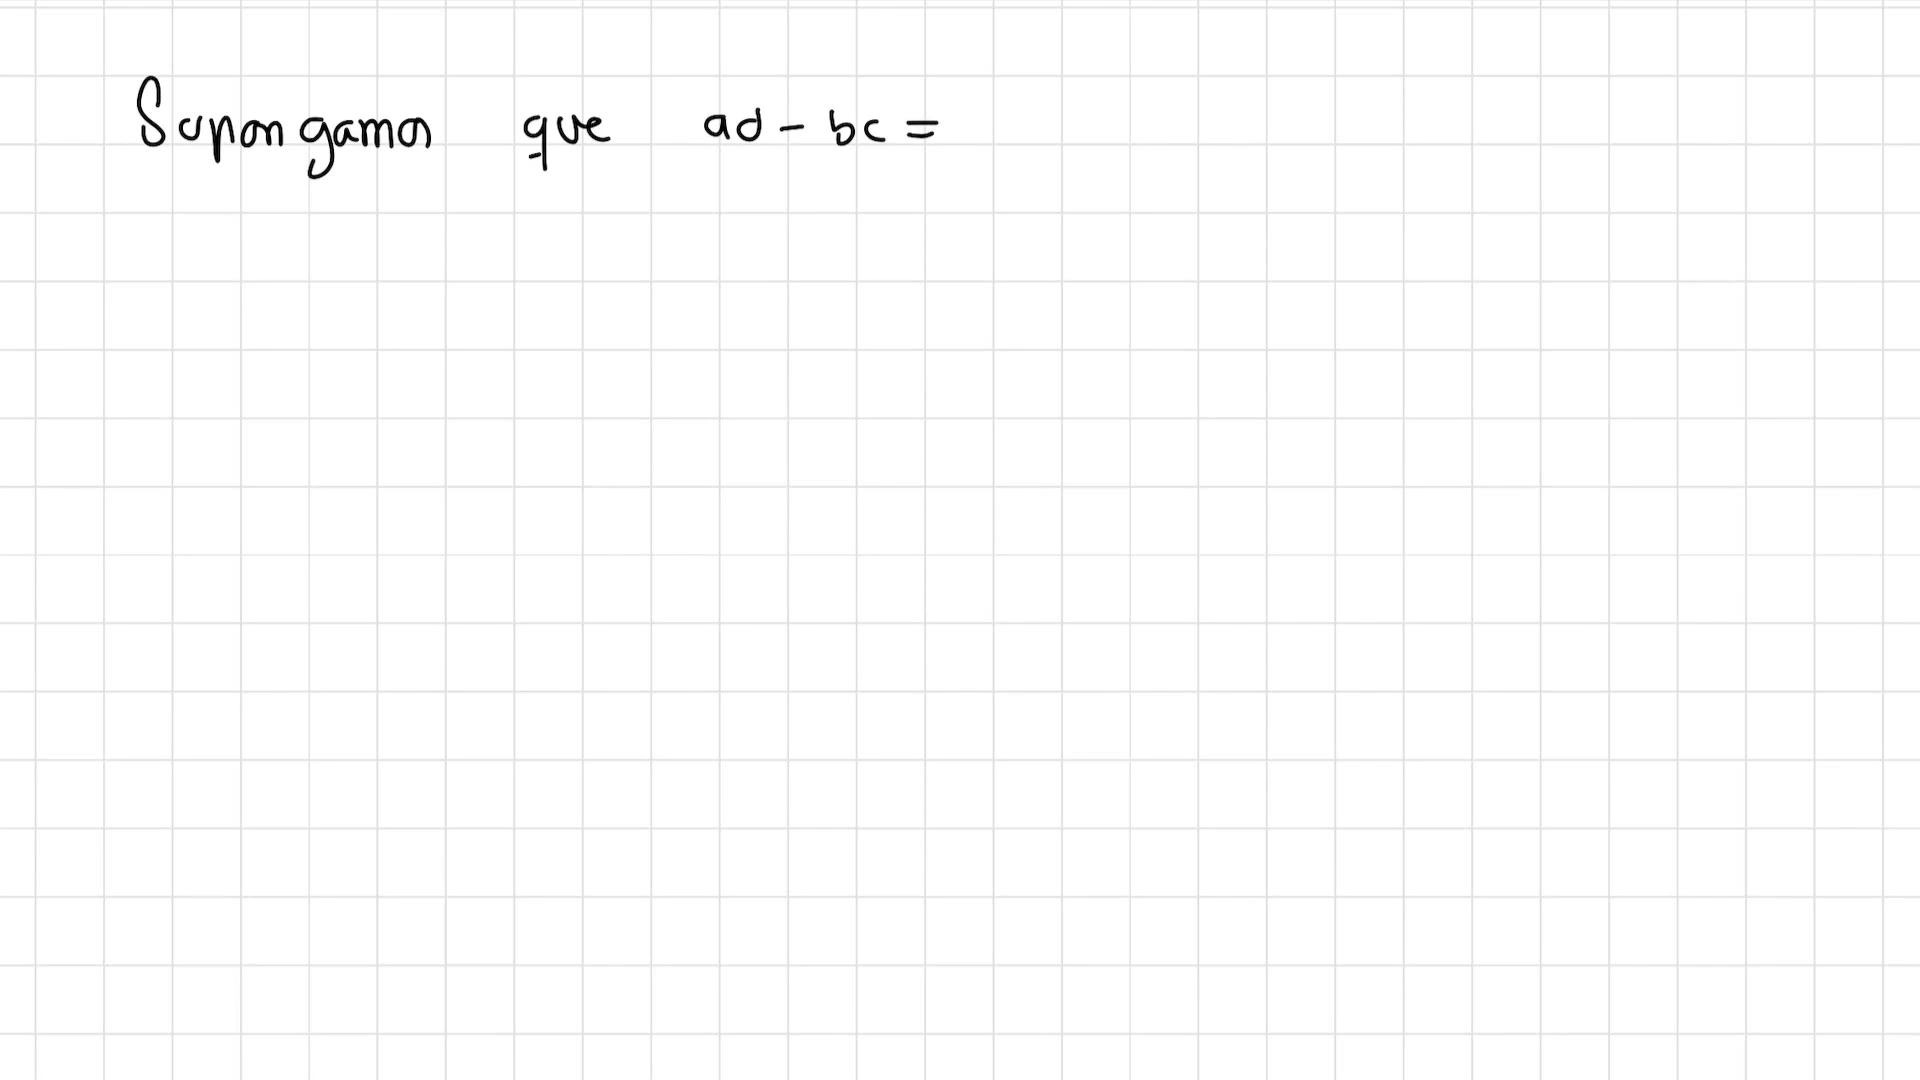 Supongamos que ad - bc =